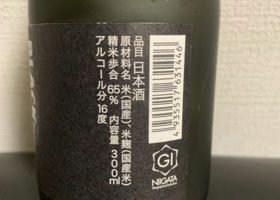 品目 日本酒
原材料名 米(国産)、米麹(国産米)
精米歩合 65% 内容量 300ml
アルコール分 16度
4935517631446
GI
NIIGATA